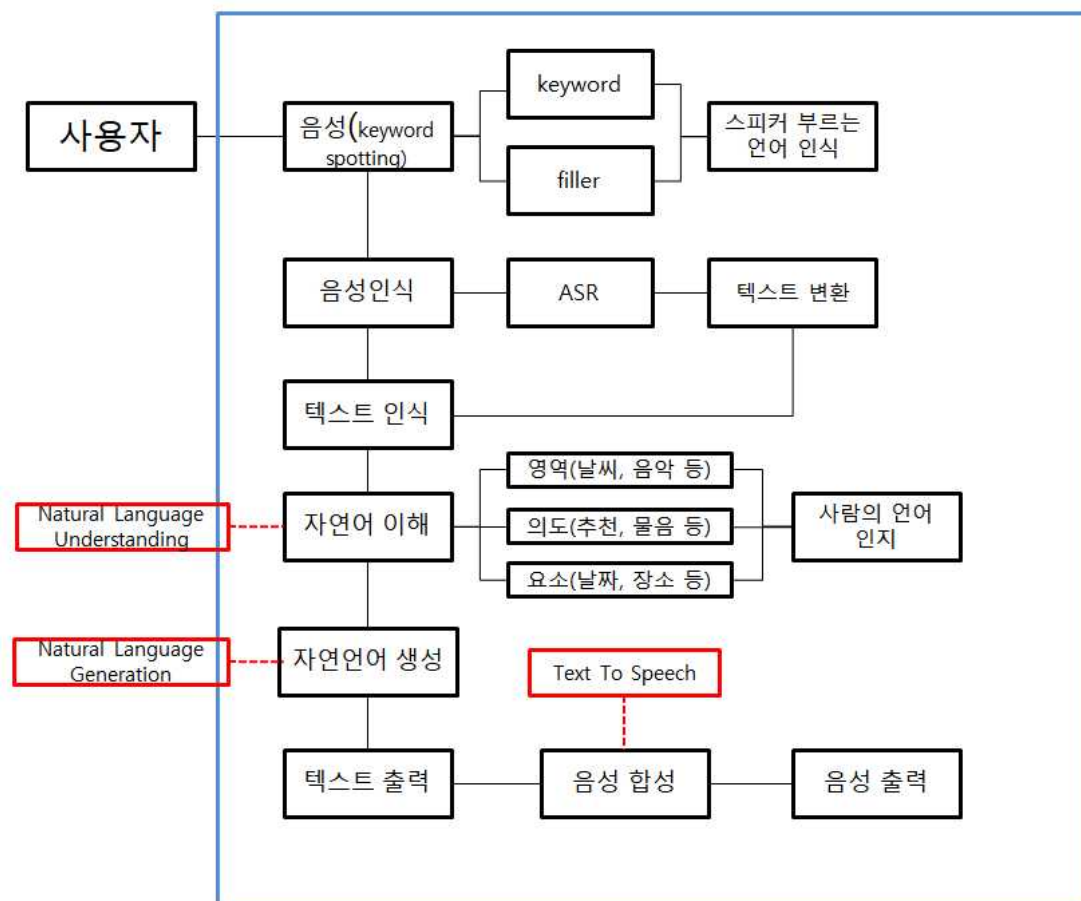 keyword
사용자
음성(keyword
spotting)
스피커 부르는
언어 인식
filler
음성인식
ASR
텍스트 변환
텍스트 인식
영역(날씨, 음악 등)
Natural Language
Understanding
자연어 이해
의도(추천, 물음 등)
사람의 언어
인지
요소(날짜, 장소 등)
Natural Language
Generation
자연언어 생성
Text To Speech
텍스트 출력
음성 합성
음성 출력